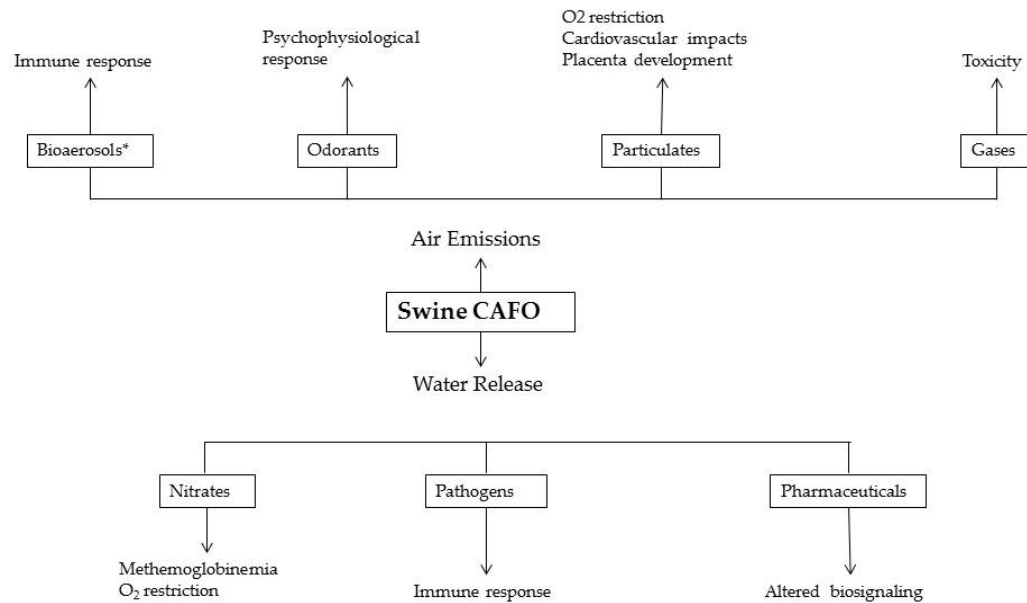 Immune response
Psychophysiological
response
O2 restriction
Cardiovascular impacts
Placenta development
Toxicity
Bioaerosols*
Odorants
Particulates
Gases
Air Emissions
Swine CAFO
Water Release
Nitrates
Pathogens
Pharmaceuticals
Methemoglobinemia
O₂ restriction
Immune response
Altered biosignaling